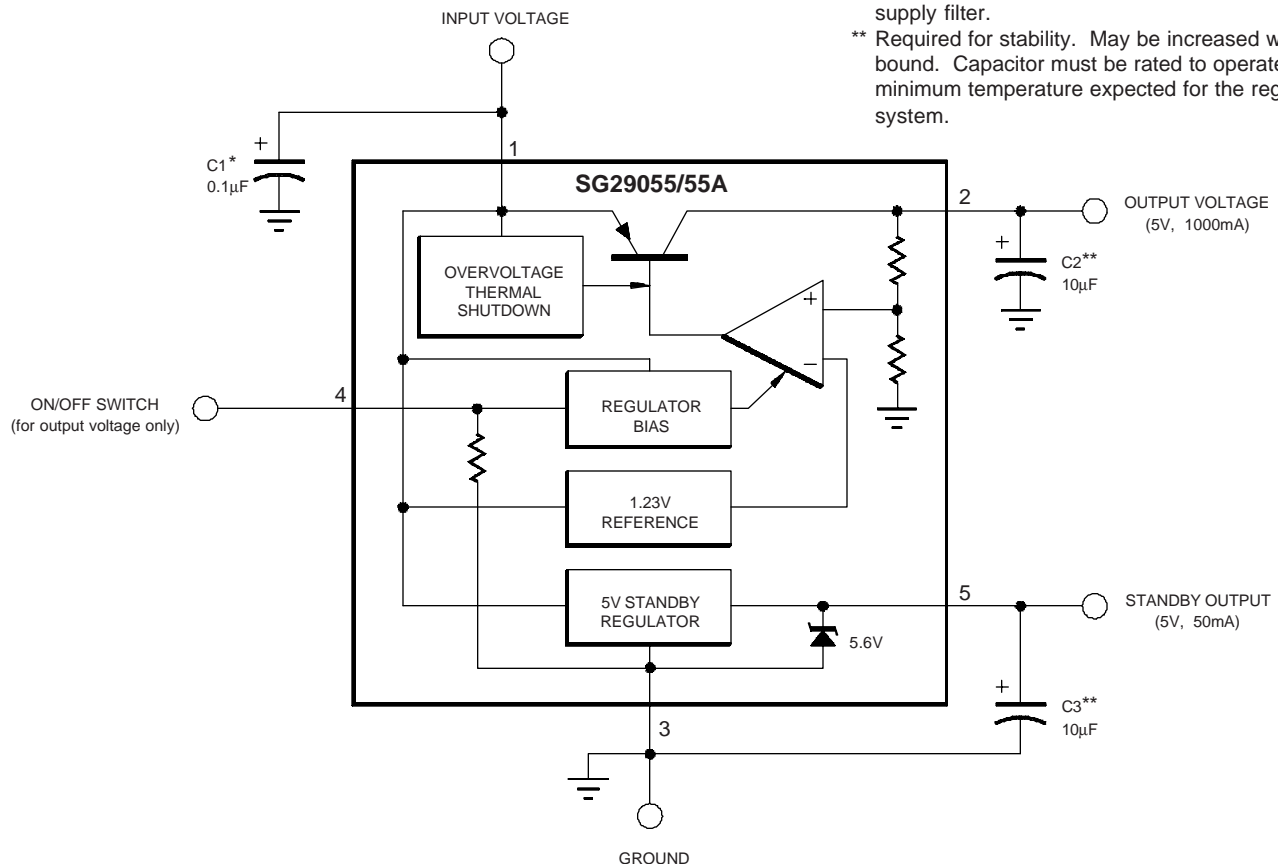 supply filter.
** Required for stability. May be increased w
bound. Capacitor must be rated to operate
minimum temperature expected for the reg
system.
INPUT VOLTAGE
+
C1*
0.1µF
1
SG29055/55A
2
OUTPUT VOLTAGE
(5V, 1000mA)
+
C2**
10µF
OVERVOLTAGE
THERMAL
SHUTDOWN
+
−
4
ON/OFF SWITCH
(for output voltage only)
REGULATOR
BIAS
1.23V
REFERENCE
5V STANDBY
REGULATOR
5.6V
5
STANDBY OUTPUT
(5V, 50mA)
+
C3**
10µF
3
GROUND